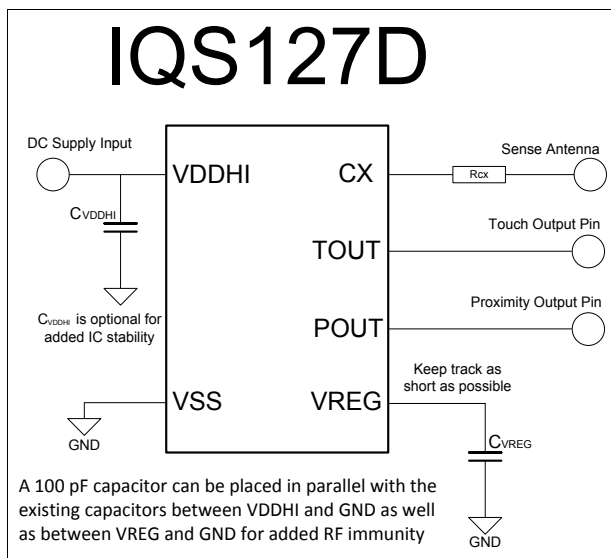 IQS127D
DC Supply Input
VDDHI
CX
Rcx
Sense Antenna
CVDDHI
TOUT
Touch Output Pin
CVDDHI is optional for
added IC stability
POUT
Proximity Output Pin
Keep track as
short as possible
VSS
VREG
GND
CVREG
GND
A 100 pF capacitor can be placed in parallel with the
existing capacitors between VDDHI and GND as well
as between VREG and GND for added RF immunity